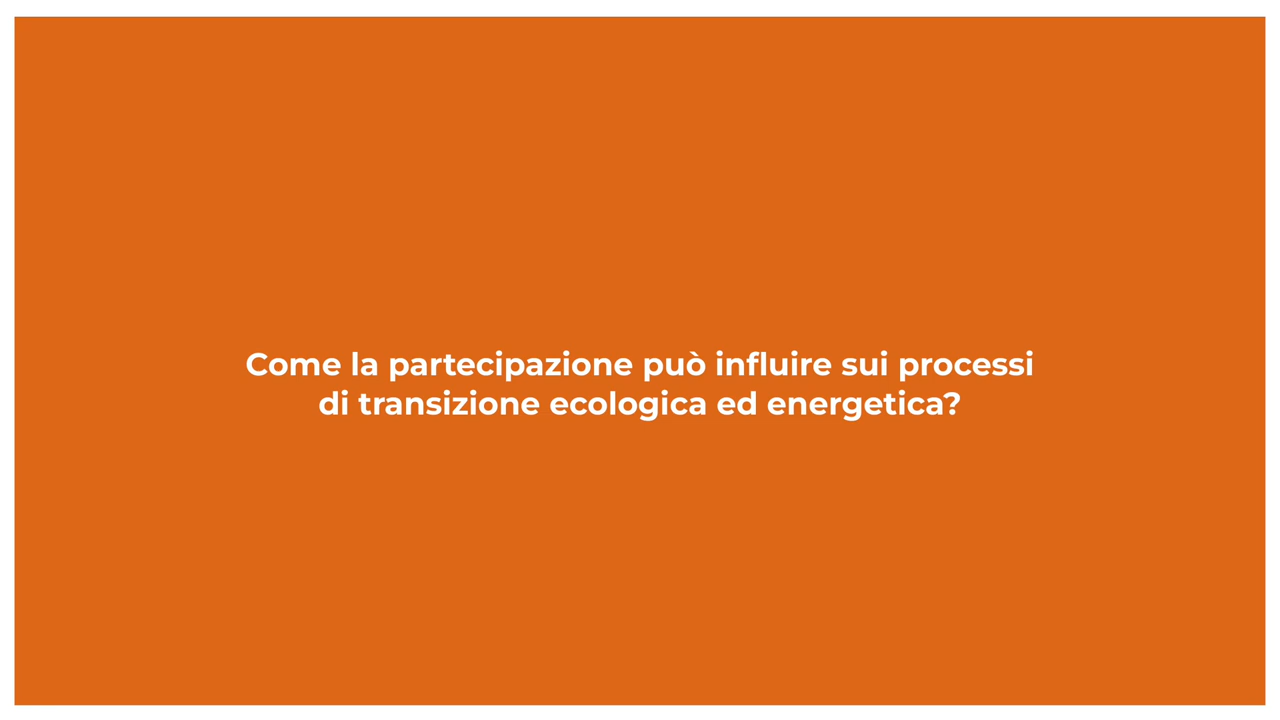 Come la partecipazione può influire sui processi
di transizione ecologica ed energetica?